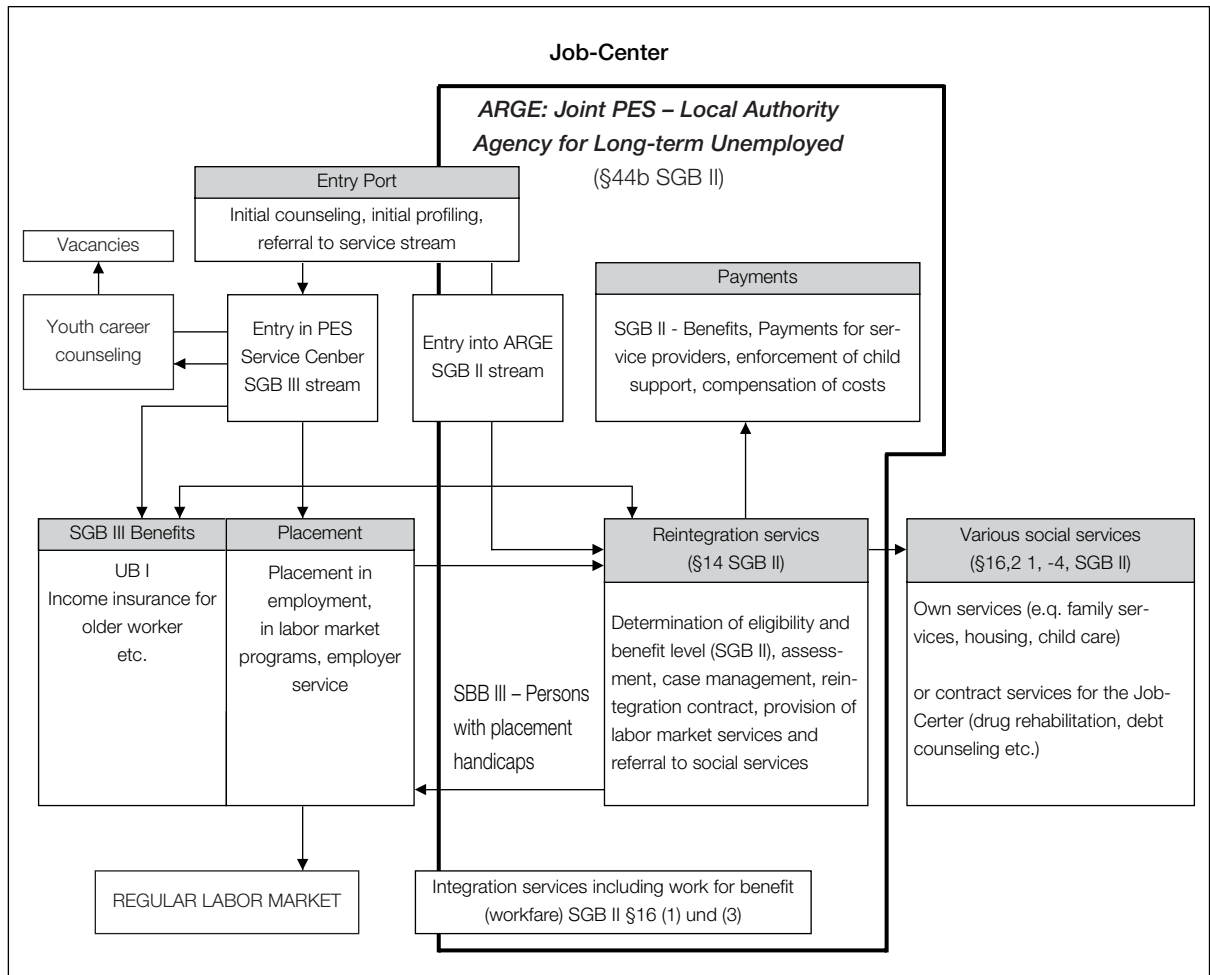 Job-Center
ARGE: Joint PES – Local Authority
Agency for Long-term Unemployed
(§44b SGB II)
Entry Port
Initial counseling, initial profiling,
referral to service stream
Vacancies
Youth career
counseling
Entry in PES
Service Cenber
SGB III stream
Entry into ARGE
SGB II stream
Payments
SGB II - Benefits, Payments for ser-
vice providers, enforcement of child
support, compensation of costs
SGB III Benefits
UB I
Income insurance for
older worker
etc.
Placement
Placement in
employment,
in labor market
programs, employer
service
SBB III – Persons
with placement
handicaps
Reintegration servics
(§14 SGB II)
Determination of eligibility and
benefit level (SGB II), assess-
ment, case management, rein-
tegration contract, provision of
labor market services and
referral to social services
Various social services
(§16,2 1, -4, SGB II)
Own services (e.q. family ser-
vices, housing, child care)
or contract services for the Job-
Certer (drug rehabilitation, debt
counseling etc.)
REGULAR LABOR MARKET
Integration services including work for benefit
(workfare) SGB II §16 (1) und (3)